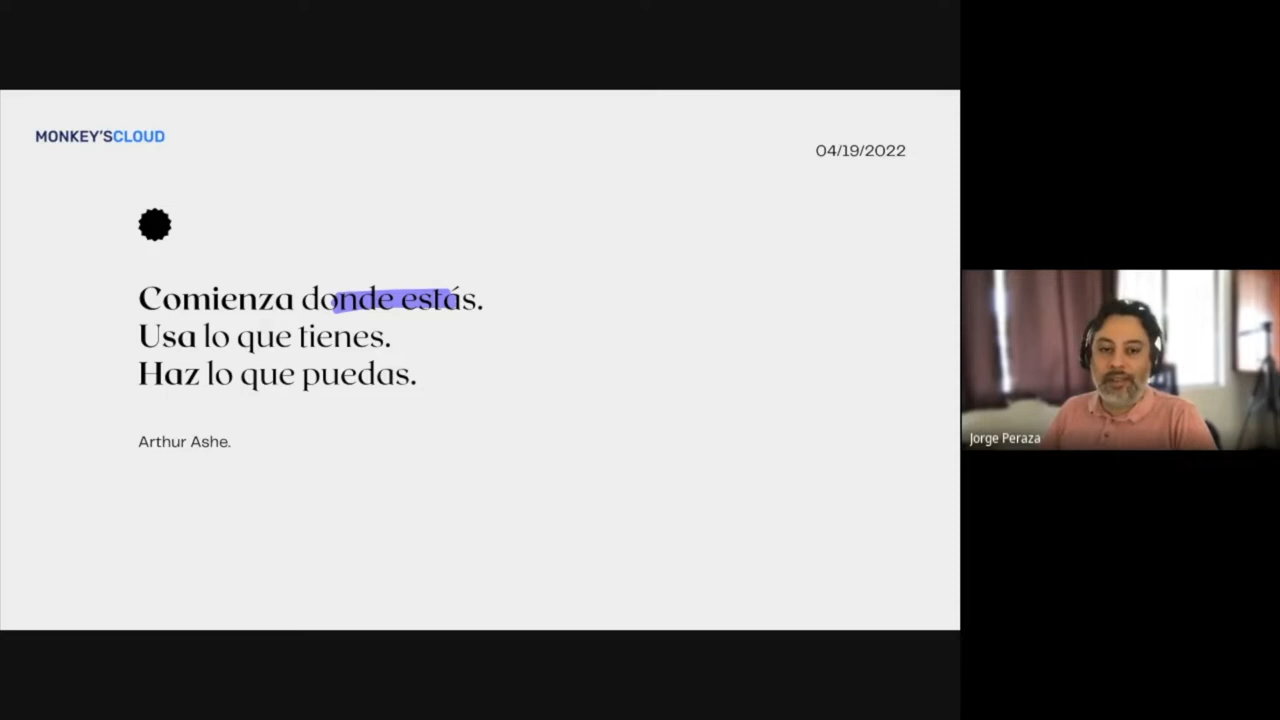 MONKEY'SCLOUD
04/19/2022
Comienza donde estás.
Usa lo que tienes.
Haz lo que puedas.
Arthur Ashe.
Jorge Peraza